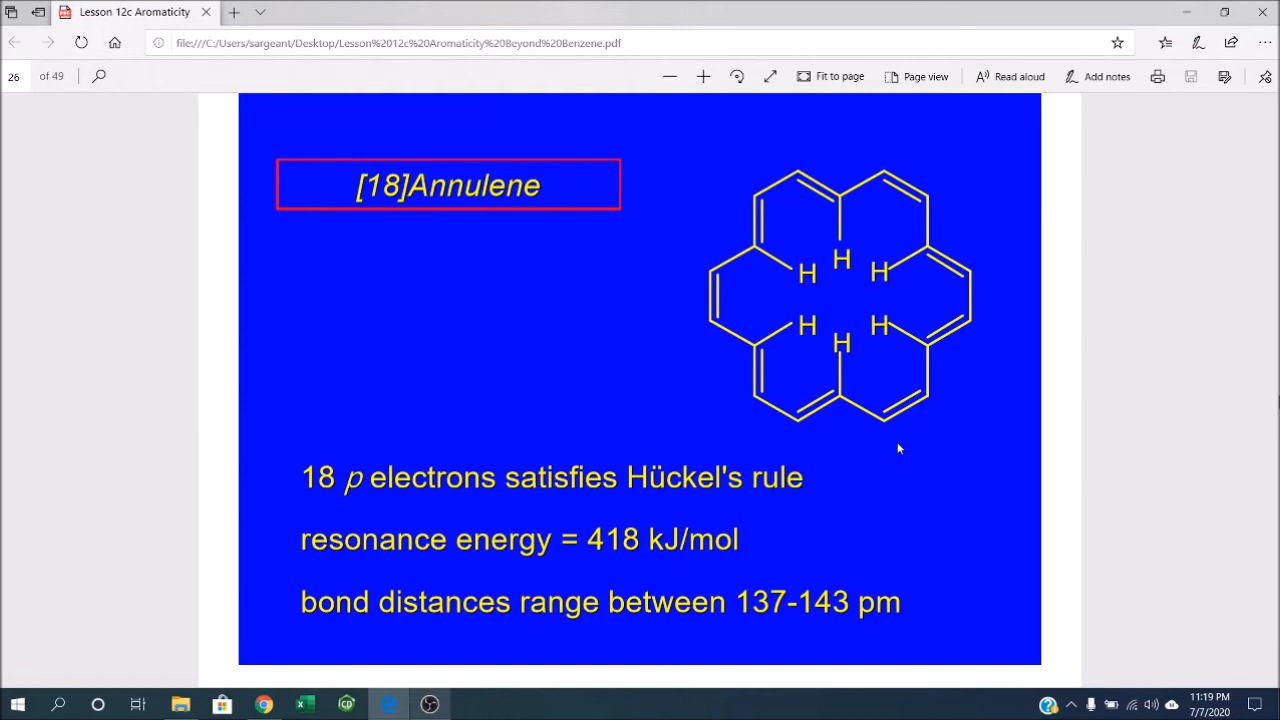 Lesson 12c Aromaticity
file:///C:/Users/sargeant/Desktop/Lesson%2012c%20Aromaticity%20Beyond%20Benzene.pdf
26 of 49 Fit to page Page view Read aloud Add notes
[18]Annulene
H
H H
H H
H
18 p electrons satisfies Hückel's rule
resonance energy = 418 kJ/mol
bond distances range between 137-143 pm
11:19 PM
7/7/2020